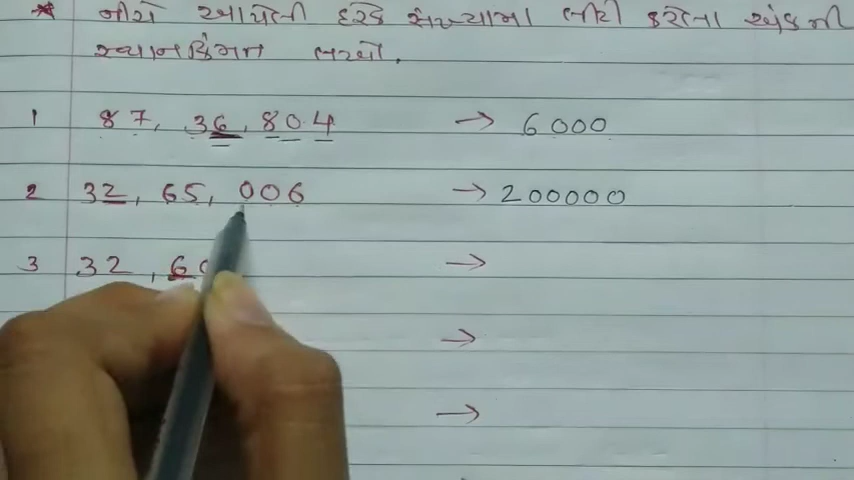 * નીચે આપેલી દરેક સંખ્યામાં લીટી કરેલા અંકની
સ્થાનકિંમત લખો.
1 87, 36, 804 → 6000
2 32, 65, 006 → 200000
3 32, 6 →
→
→